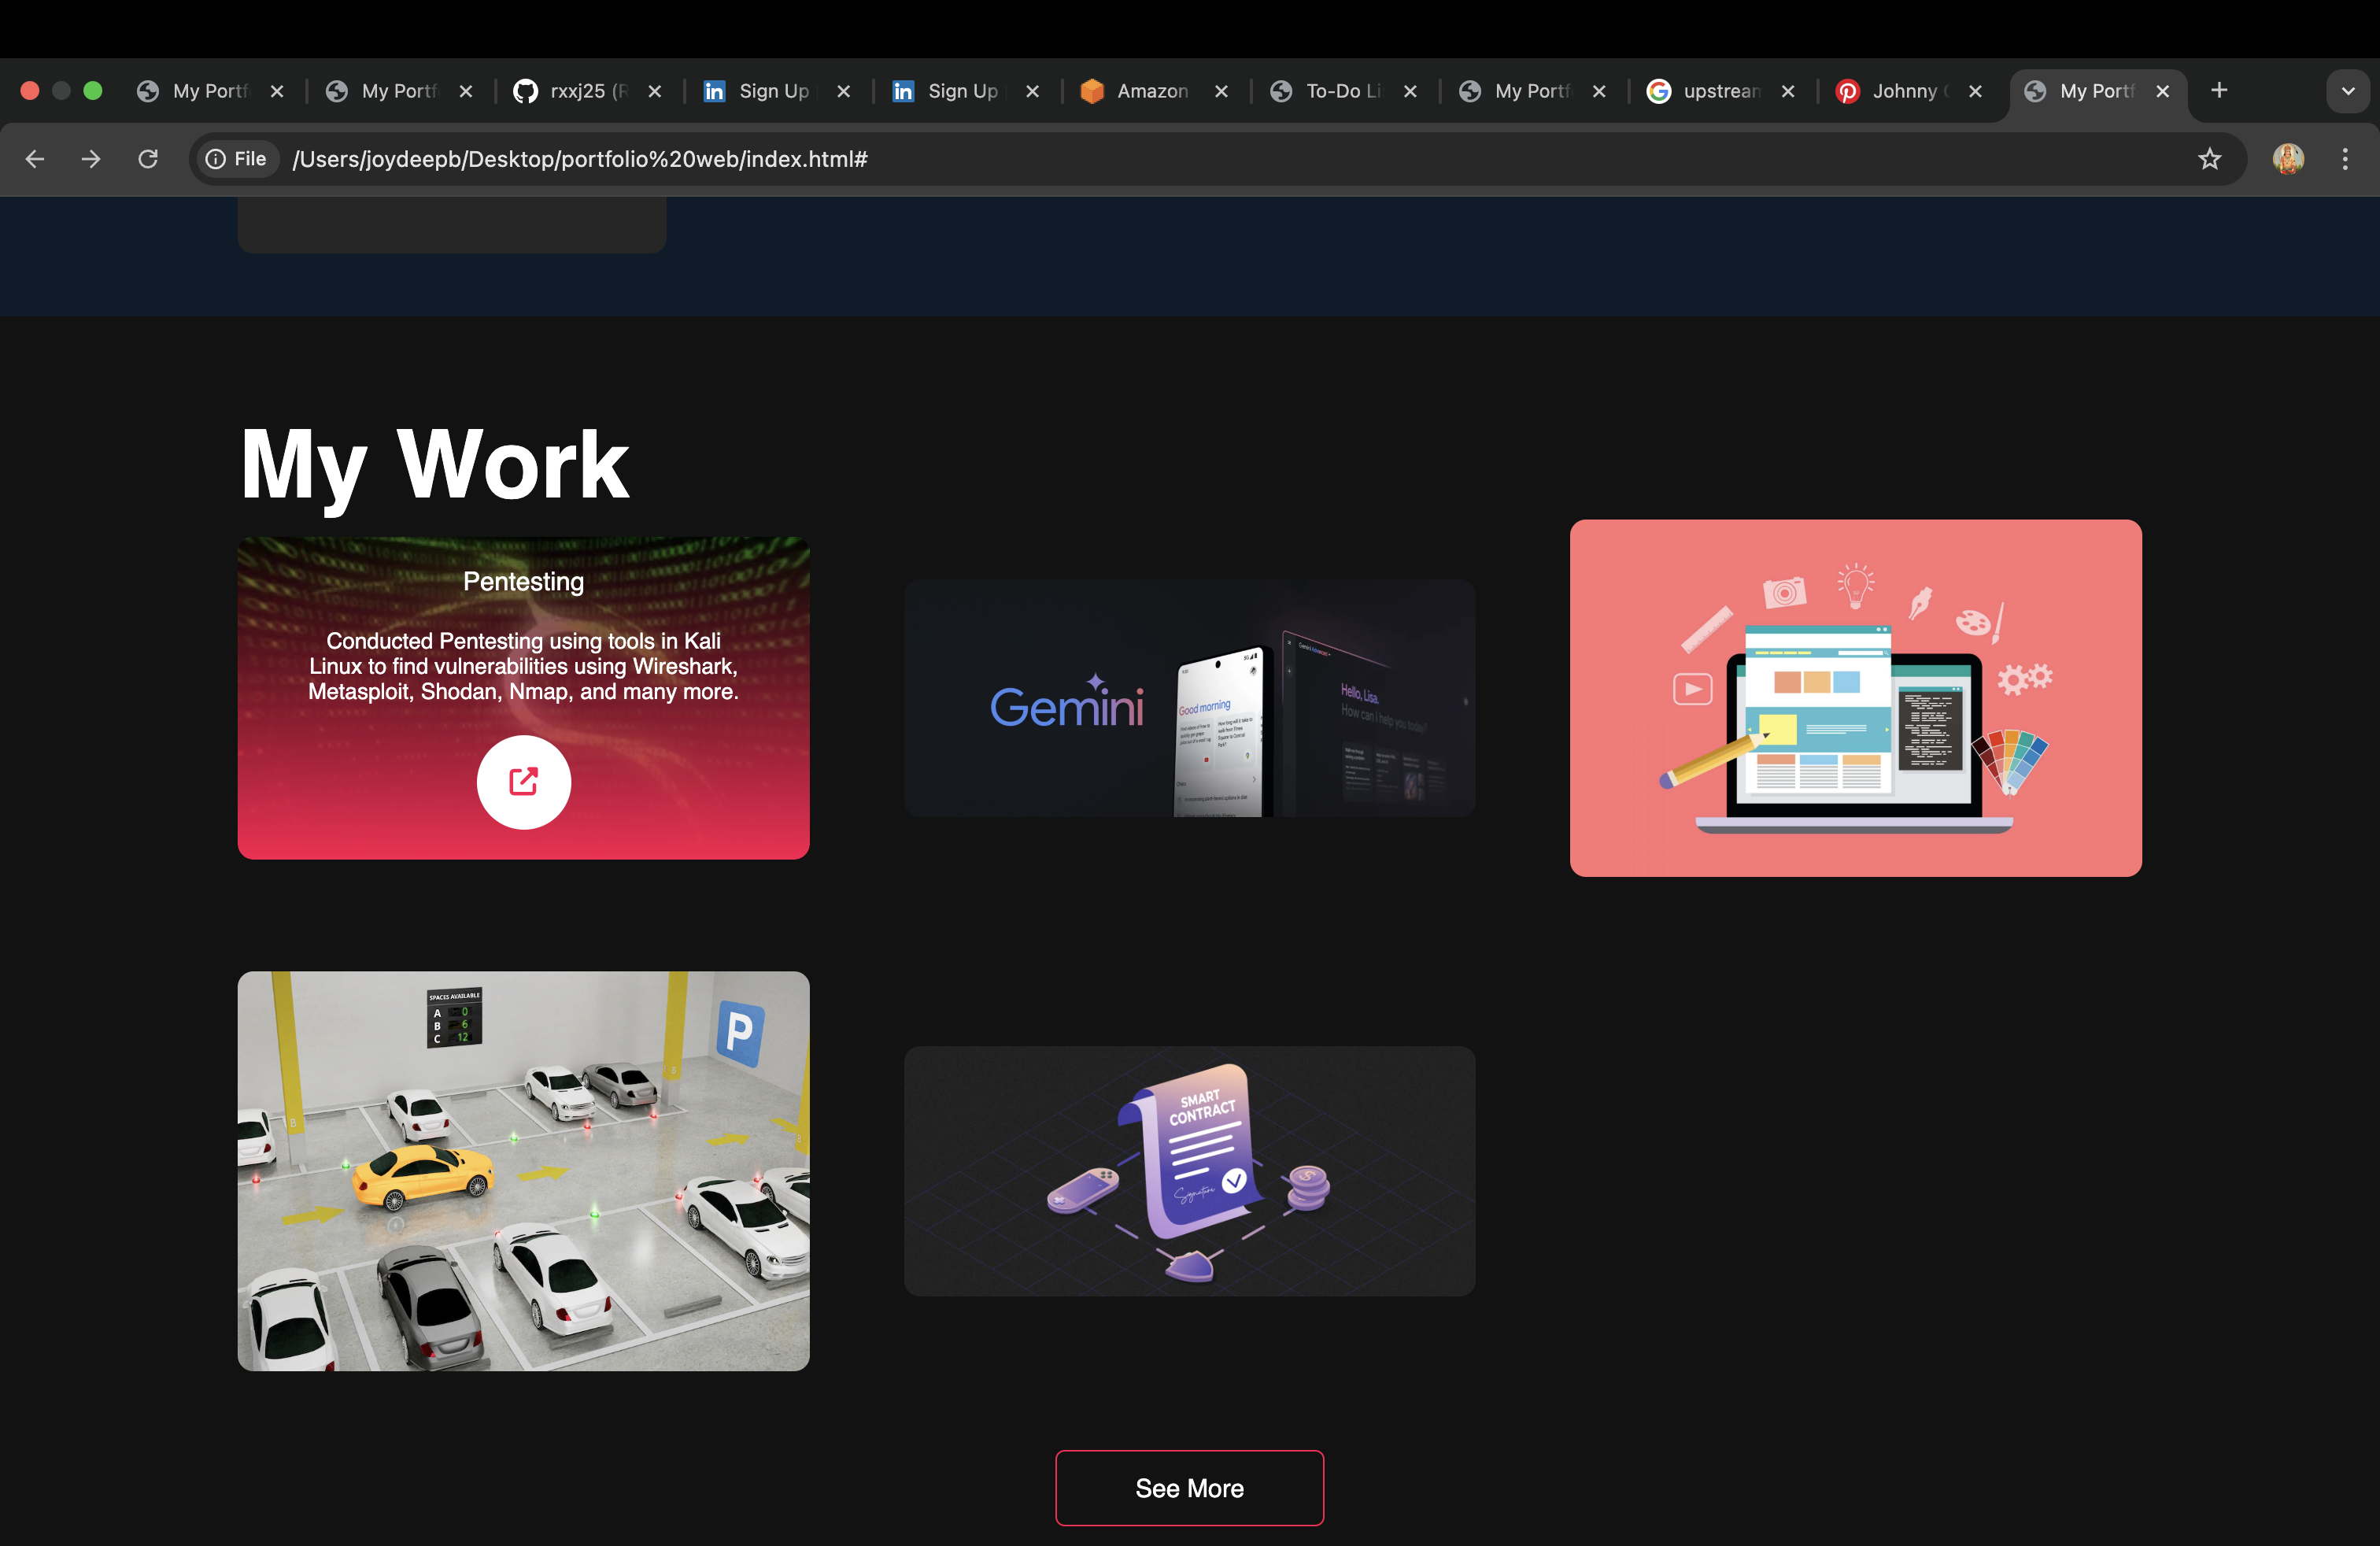 My Portf
My Portf
rxxj25 (R
Sign Up
Sign Up
Amazon
To-Do Li
My Portf
upstream
Johnny
My Portf
File
/Users/joydeepb/Desktop/portfolio%20web/index.html#
My Work
Pentesting
Conducted Pentesting using tools in Kali
Linux to find vulnerabilities using Wireshark,
Metasploit, Shodan, Nmap, and many more.
Gemini
Good morning
Hello, Lisa.
How can I help you today?
SPACES AVAILABLE
A 0
B 6
C 12
P
B
B
SMART
CONTRACT
Signature
$
See More